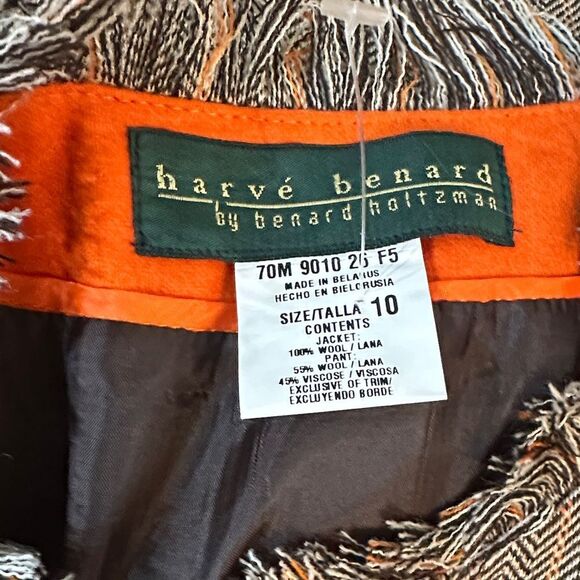 harvé benard
by benard holtzman
70M 9010 26 F5
MADE IN BELARUS
HECHO EN BIELORUSIA
SIZE/TALLA 10
CONTENTS
JACKET:
100% WOOL/LANA
PANT:
55% WOOL/LANA
45% VISCOSE/VISCOSA
EXCLUSIVE OF TRIM/
EXCLUYENDO BORDE